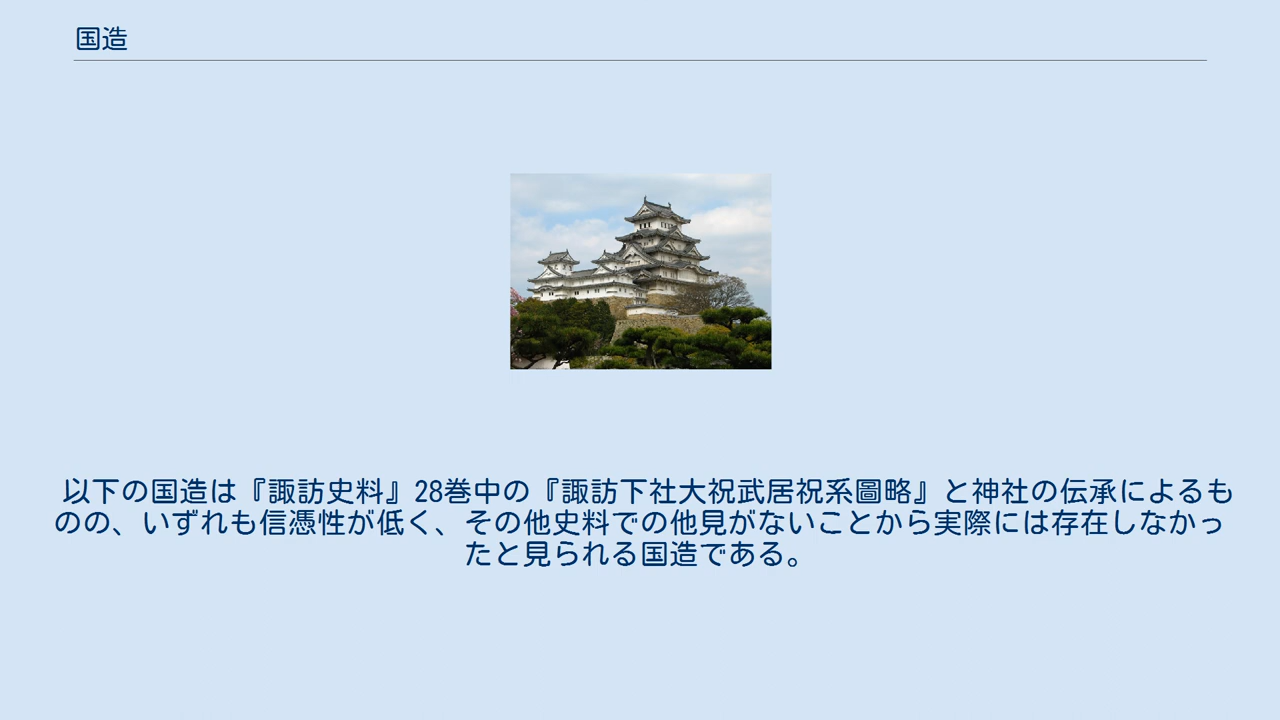 国造
以下の国造は『諏訪史料』28巻中の『諏訪下社大祝武居祝系圖略』と神社の伝承によるも
のの、いずれも信憑性が低く、その他史料での他見がないことから実際には存在しなかっ
たと見られる国造である。